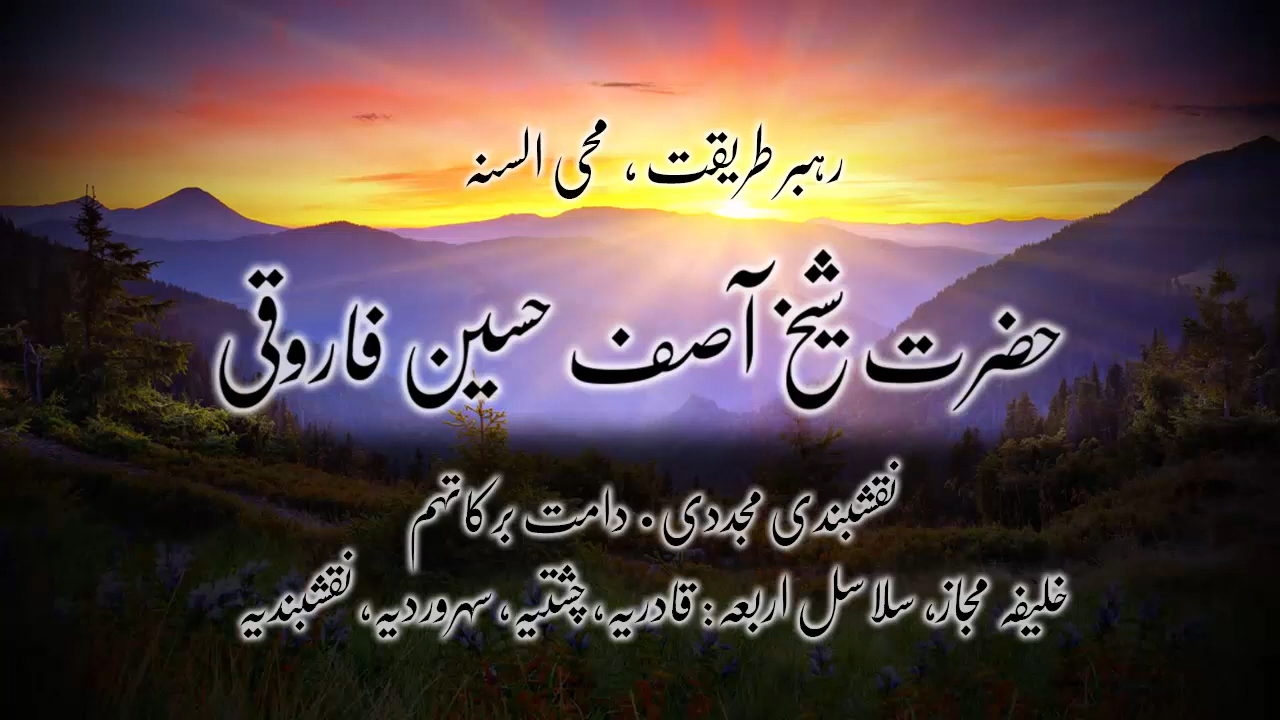 رہبر طریقت ، محی السنہ
حضرت شیخ آصف حسین فاروقی
نقشبندی مجددی . دامت برکاتہم
خلیفہ مجاز، سلاسل اربعہ: قادریہ، چشتیہ، سہروردیہ، نقشبندیہ